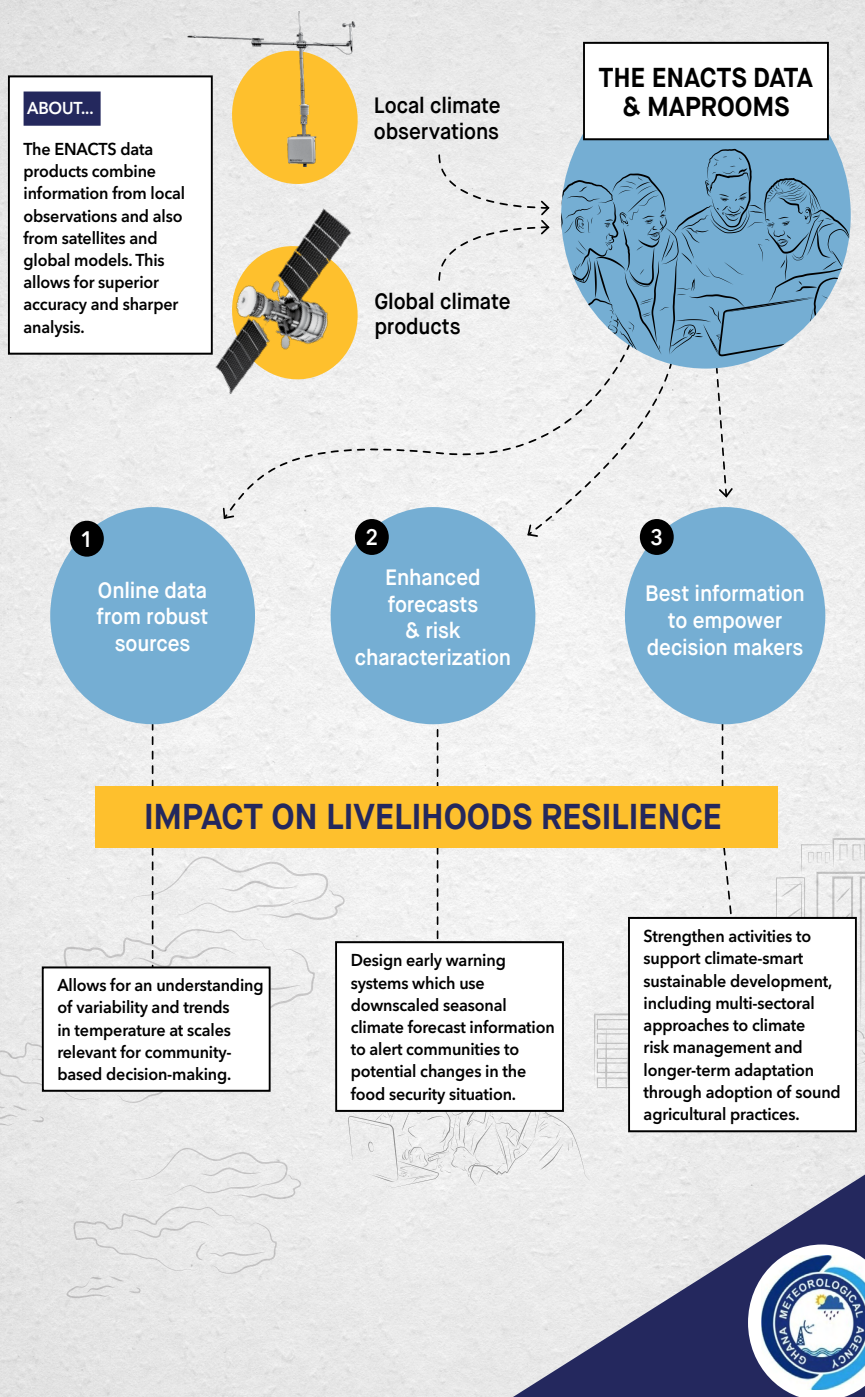 ABOUT...
The ENACTS data
products combine
information from local
observations and also
from satellites and
global models. This
allows for superior
accuracy and sharper
analysis.
Local climate
observations
Global climate
products
THE ENACTS DATA
& MAPROOMS
1
Online data
from robust
sources
2
Enhanced
forecasts
& risk
characterization
3
Best information
to empower
decision makers
IMPACT ON LIVELIHOODS RESILIENCE
Allows for an understanding
of variability and trends
in temperature at scales
relevant for community-
based decision-making.
Design early warning
systems which use
downscaled seasonal
climate forecast information
to alert communities to
potential changes in the
food security situation.
Strengthen activities to
support climate-smart
sustainable development,
including multi-sectoral
approaches to climate
risk management and
longer-term adaptation
through adoption of sound
agricultural practices.
GHANA METEOROLOGICAL AGENCY